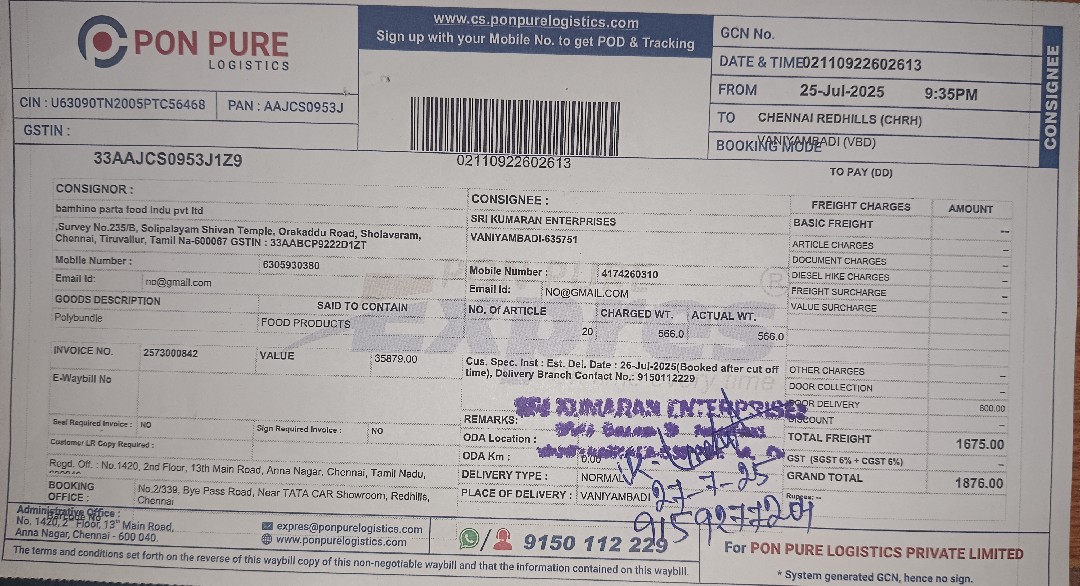 PON PURE
LOGISTICS
www.cs.ponpurelogistics.com
Sign up with your Mobile No. to get POD & Tracking
GCN No.
DATE & TIME02110922602613
FROM 25-Jul-2025 9:35PM
TO CHENNAI REDHILLS (CHRH)
BOOKING MODE VANIYAMBADI (VBD)
TO PAY (DD)
CONSIGNEE
CIN : U63090TN2005PTC56468 PAN : AAJCS0953J
GSTIN :
33AAJCS0953J1Z9
02110922602613
CONSIGNOR :
bamhino parta food indu pvt ltd
,Survey No.235/B, Solipalayam Shivan Temple, Orakaddu Road, Sholavaram,
Chennai, Tiruvallur, Tamil Na-600067 GSTIN : 33AABCP9222D1ZT
Mobile Number : 6305930380
Email Id: no@gmail.com
GOODS DESCRIPTION SAID TO CONTAIN
Polybundle FOOD PRODUCTS
INVOICE NO. 2573000842 VALUE 35879.00
E-Waybill No
Seal Required Invoice : NO Sign Required Invoice : NO
Customer LR Copy Required :
Regd. Off. : No.1420, 2nd Floor, 13th Main Road, Anna Nagar, Chennai, Tamil Nadu,
BOOKING OFFICE : No.2/339, Bye Pass Road, Near TATA CAR Showroom, Redhills,
Chennai
CONSIGNEE :
SRI KUMARAN ENTERPRISES
VANIYAMBADI-635751
Mobile Number : 4174260310
Email Id: NO@GMAIL.COM
NO. Of ARTICLE CHARGED WT. ACTUAL WT.
20 566.0 566.0
PON PURE
Expres
Cus. Spec. Inst : Est. Del. Date : 26-Jul-2025(Booked after cut off
time), Delivery Branch Contact No.: 9150112229
SRI KUMARAN ENTERPRISES
REMARKS:
ODA Location :
ODA Km : 0.00
DELIVERY TYPE : NORMAL
PLACE OF DELIVERY : VANIYAMBADI
27-7-25
FREIGHT CHARGES AMOUNT
BASIC FREIGHT --
ARTICLE CHARGES --
DOCUMENT CHARGES --
DIESEL HIKE CHARGES --
FREIGHT SURCHARGE --
VALUE SURCHARGE --
OTHER CHARGES --
DOOR COLLECTION --
DOOR DELIVERY 500.00
DISCOUNT --
TOTAL FREIGHT 1675.00
GST (SGST 6% + CGST 6%) --
GRAND TOTAL 1876.00
Rupees: --
Administrative Office :
No. 1420, 2nd Floor, 13th Main Road,
Anna Nagar, Chennai - 600 040.
expres@ponpurelogistics.com
www.ponpurelogistics.com
9150 112 229
For PON PURE LOGISTICS PRIVATE LIMITED
The terms and conditions set forth on the reverse of this waybill copy of this non-negotiable waybill and that the information contained on this waybill.
* System generated GCN, hence no sign.